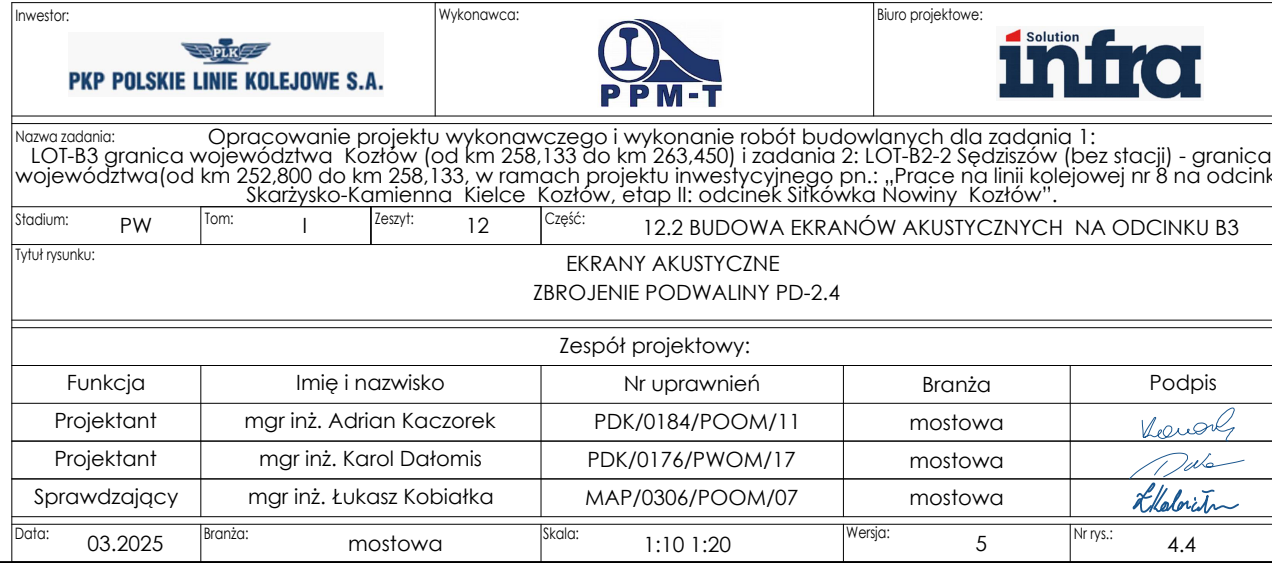 Inwestor:
Wykonawca:
Biuro projektowe:
PLK
PKP POLSKIE LINIE KOLEJOWE S.A.
PPM-T
Solution
infra
Nazwa zadania:
Opracowanie projektu wykonawczego i wykonanie robót budowlanych dla zadania 1:
LOT-B3 granica województwa Kozłów (od km 258,133 do km 263,450) i zadania 2: LOT-B2-2 Sędziszów (bez stacji) - granica
województwa(od km 252,800 do km 258,133, w ramach projektu inwestycyjnego pn.: „Prace na linii kolejowej nr 8 na odcink
Skarżysko-Kamienna Kielce Kozłów, etap II: odcinek Sitkówka Nowiny Kozłów”.
Stadium: PW Tom: I Zeszyt: 12 Część: 12.2 BUDOWA EKRANÓW AKUSTYCZNYCH NA ODCINKU B3
Tytuł rysunku:
EKRANY AKUSTYCZNE
ZBROJENIE PODWALINY PD-2.4
Zespół projektowy:
Funkcja Imię i nazwisko Nr uprawnień Branża Podpis
Projektant mgr inż. Adrian Kaczorek PDK/0184/POOM/11 mostowa
Projektant mgr inż. Karol Dałomis PDK/0176/PWOM/17 mostowa
Sprawdzający mgr inż. Łukasz Kobiałka MAP/0306/POOM/07 mostowa
Data: 03.2025 Branża: mostowa Skala: 1:10 1:20 Wersja: 5 Nr rys.: 4.4